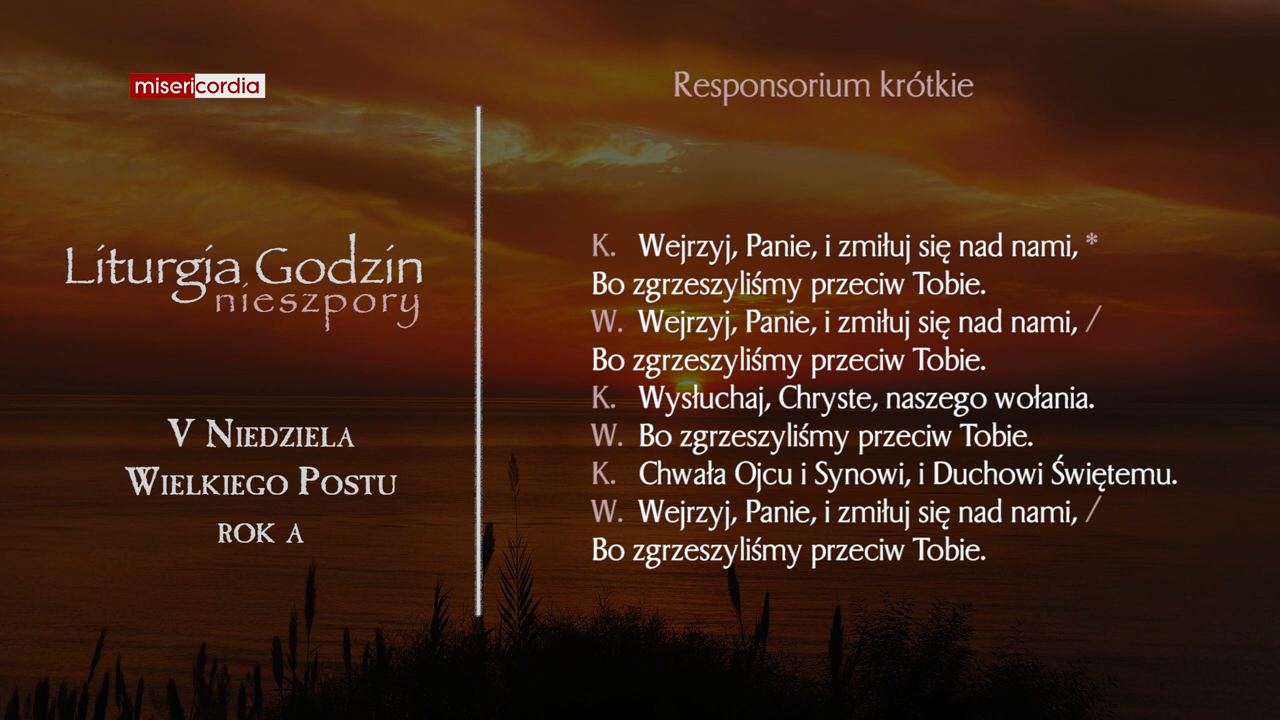 misericordia
Liturgia Godzin
nieszpory
V Niedziela
Wielkiego Postu
rok A
Responsorium krótkie
K. Wejrzyj, Panie, i zmiłuj się nad nami, *
Bo zgrzeszyliśmy przeciw Tobie.
W. Wejrzyj, Panie, i zmiłuj się nad nami, /
Bo zgrzeszyliśmy przeciw Tobie.
K. Wysłuchaj, Chryste, naszego wołania.
W. Bo zgrzeszyliśmy przeciw Tobie.
K. Chwała Ojcu i Synowi, i Duchowi Świętemu.
W. Wejrzyj, Panie, i zmiłuj się nad nami, /
Bo zgrzeszyliśmy przeciw Tobie.